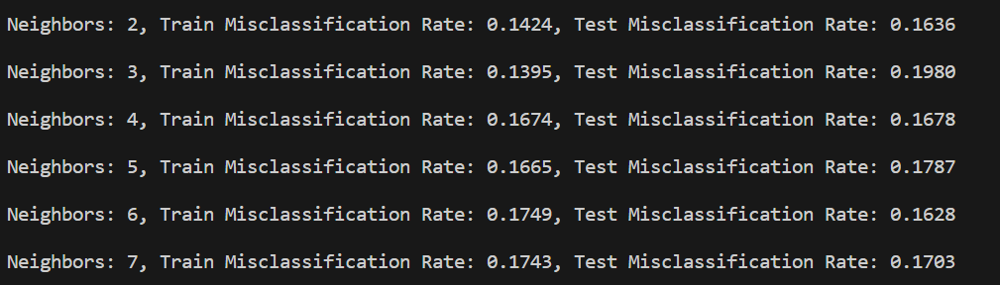 Neighbors: 2, Train Misclassification Rate: 0.1424, Test Misclassification Rate: 0.1636
Neighbors: 3, Train Misclassification Rate: 0.1395, Test Misclassification Rate: 0.1980
Neighbors: 4, Train Misclassification Rate: 0.1674, Test Misclassification Rate: 0.1678
Neighbors: 5, Train Misclassification Rate: 0.1665, Test Misclassification Rate: 0.1787
Neighbors: 6, Train Misclassification Rate: 0.1749, Test Misclassification Rate: 0.1628
Neighbors: 7, Train Misclassification Rate: 0.1743, Test Misclassification Rate: 0.1703